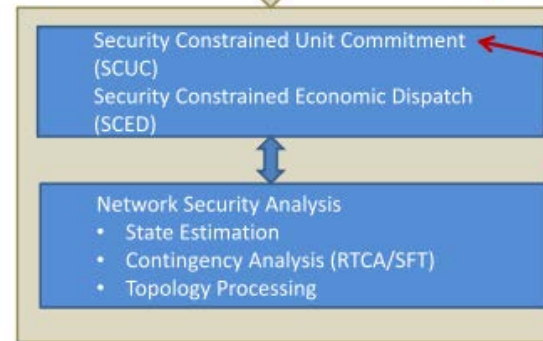 Security Constrained Unit Commitment
(SCUC)
Security Constrained Economic Dispatch
(SCED)
Network Security Analysis
• State Estimation
• Contingency Analysis (RTCA/SFT)
• Topology Processing